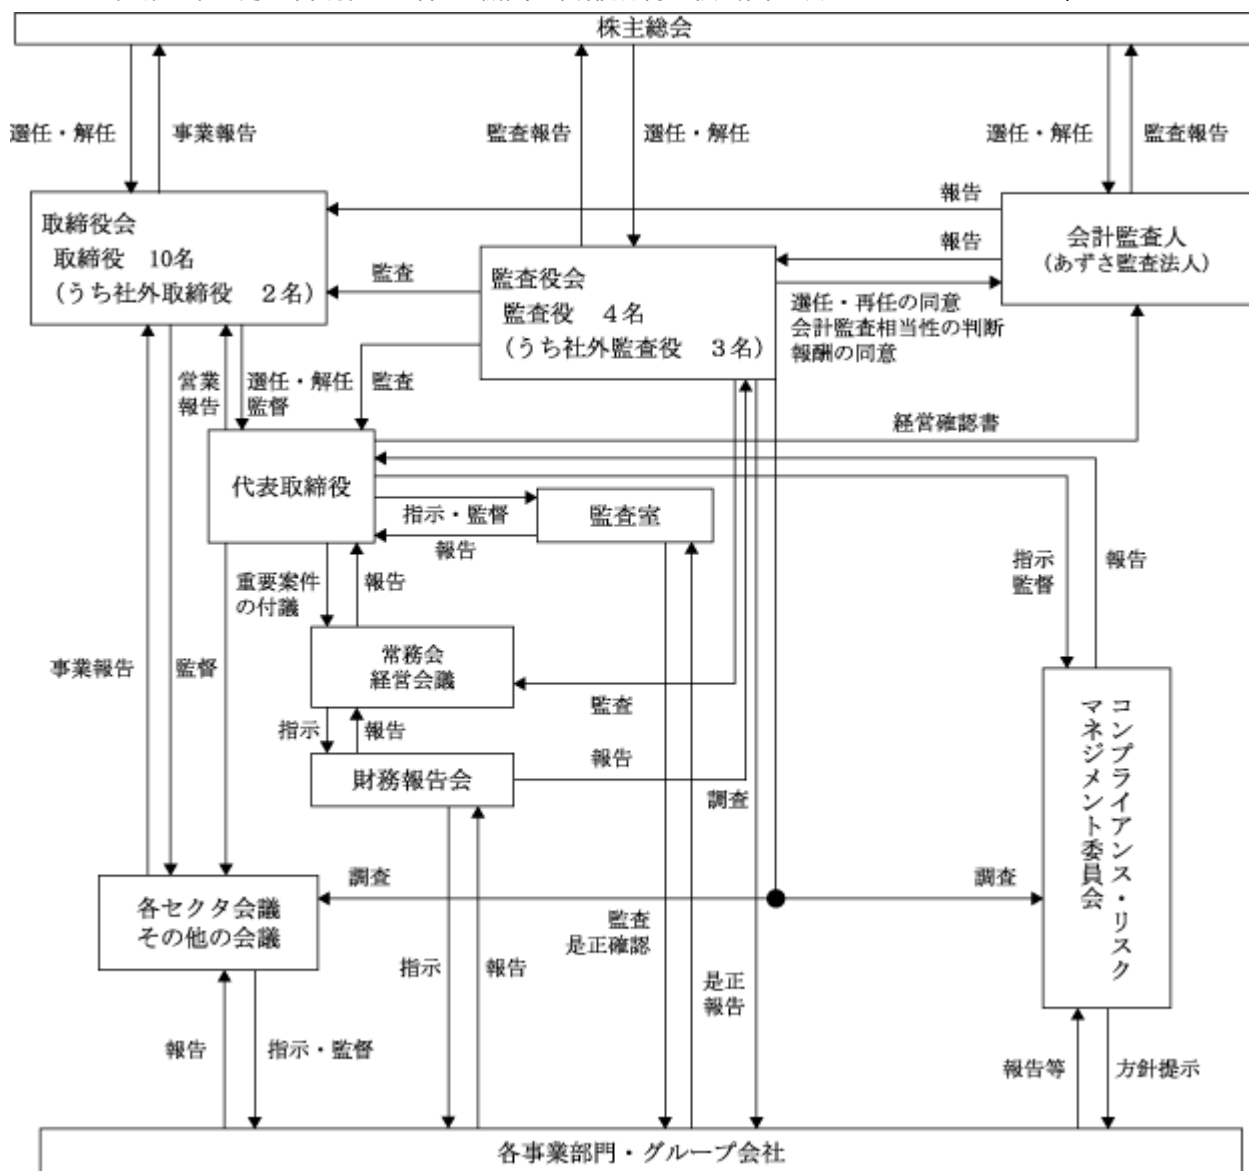 株主総会
選任・解任
事業報告
監査報告
選任・解任
選任・解任
監査報告
取締役会
取締役　10名
（うち社外取締役　２名）
報告
報告
会計監査人
（あずさ監査法人）
監査
監査役会
監査役　４名
（うち社外監査役　３名）
選任・再任の同意
会計監査相当性の判断
報酬の同意
営業
報告
選任・解任
監督
監査
経営確認書
代表取締役
指示・監督
報告
監査室
指示
監督
報告
重要案件
の付議
報告
常務会
経営会議
事業報告
監督
監査
指示
報告
財務報告会
報告
調査
コンプライアンス・リスク
マネジメント委員会
各セクタ会議
その他の会議
調査
調査
監査
是正確認
指示
報告
是正
報告
報告
指示・監督
報告等
方針提示
各事業部門・グループ会社